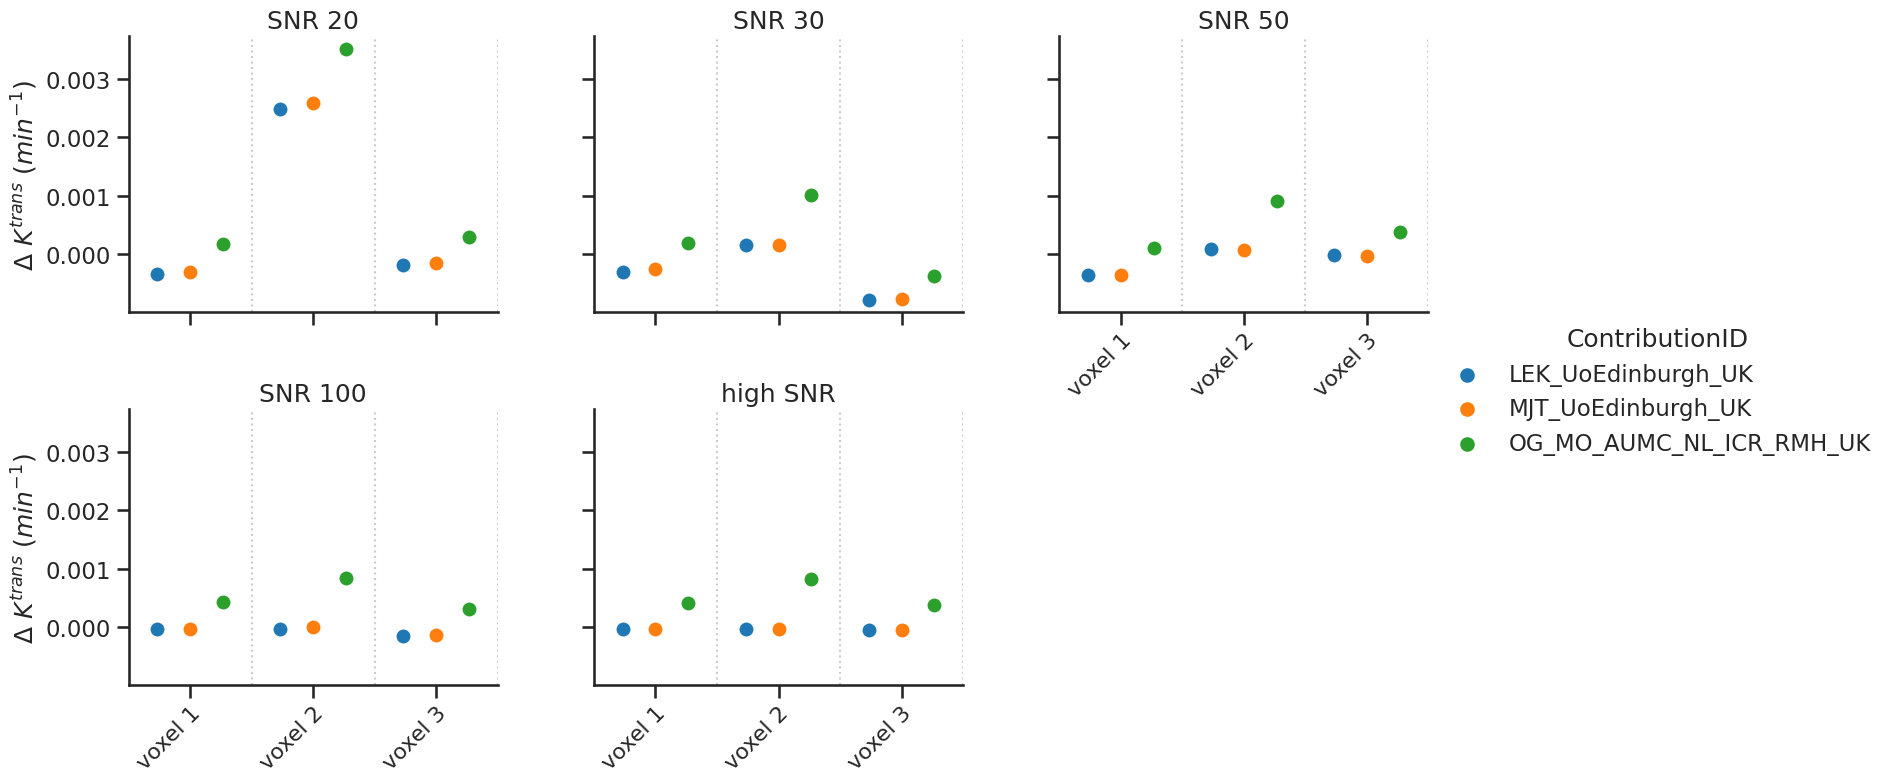 SNR 20
SNR 30
SNR 50
Δ K^{trans} (min^{-1})
0.003
0.002
0.001
0.000
voxel 1
voxel 2
voxel 3
SNR 100
high SNR
Δ K^{trans} (min^{-1})
0.003
0.002
0.001
0.000
voxel 1
voxel 2
voxel 3
voxel 1
voxel 2
voxel 3
ContributionID
LEK_UoEdinburgh_UK
MJT_UoEdinburgh_UK
OG_MO_AUMC_NL_ICR_RMH_UK